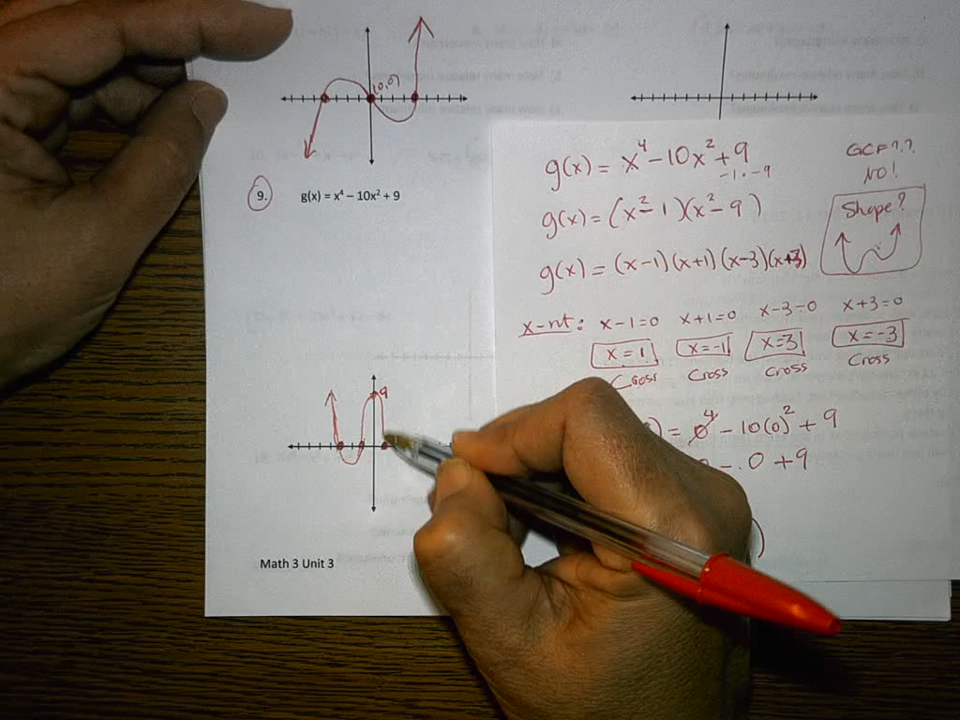 (0,0)
9. g(x) = x⁴ – 10x² + 9
9
Math 3 Unit 3
g(x) = x⁴ – 10x² + 9
-1 · -9
GCF??
NO!
g(x) = (x² – 1)(x² – 9)
Shape?
g(x) = (x–1)(x+1)(x–3)(x+3)
x-nt: x–1=0 x+1=0 x–3=0 x+3=0
x=1 x=-1 x=3 x=-3
Cross Cross Cross Cross
) = 0⁴ – 10(0)² + 9
0 + 9
)